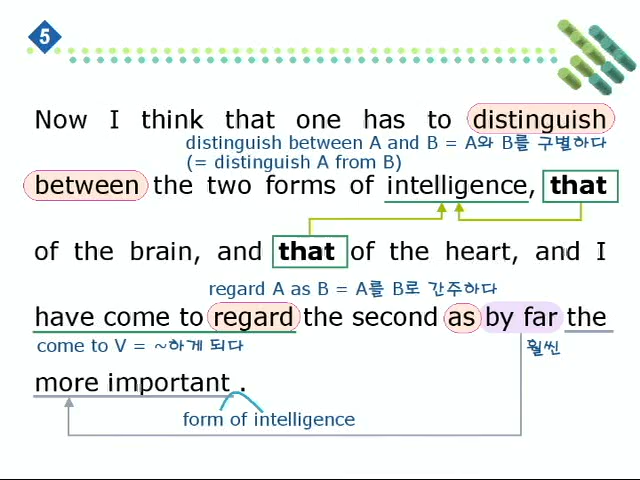 5
Now I think that one has to distinguish
distinguish between A and B = A와 B를 구별하다
(= distinguish A from B)
between the two forms of intelligence, that
of the brain, and that of the heart, and I
regard A as B = A를 B로 간주하다
have come to regard the second as by far the
come to V = ~하게 되다
훨씬
more important .
form of intelligence